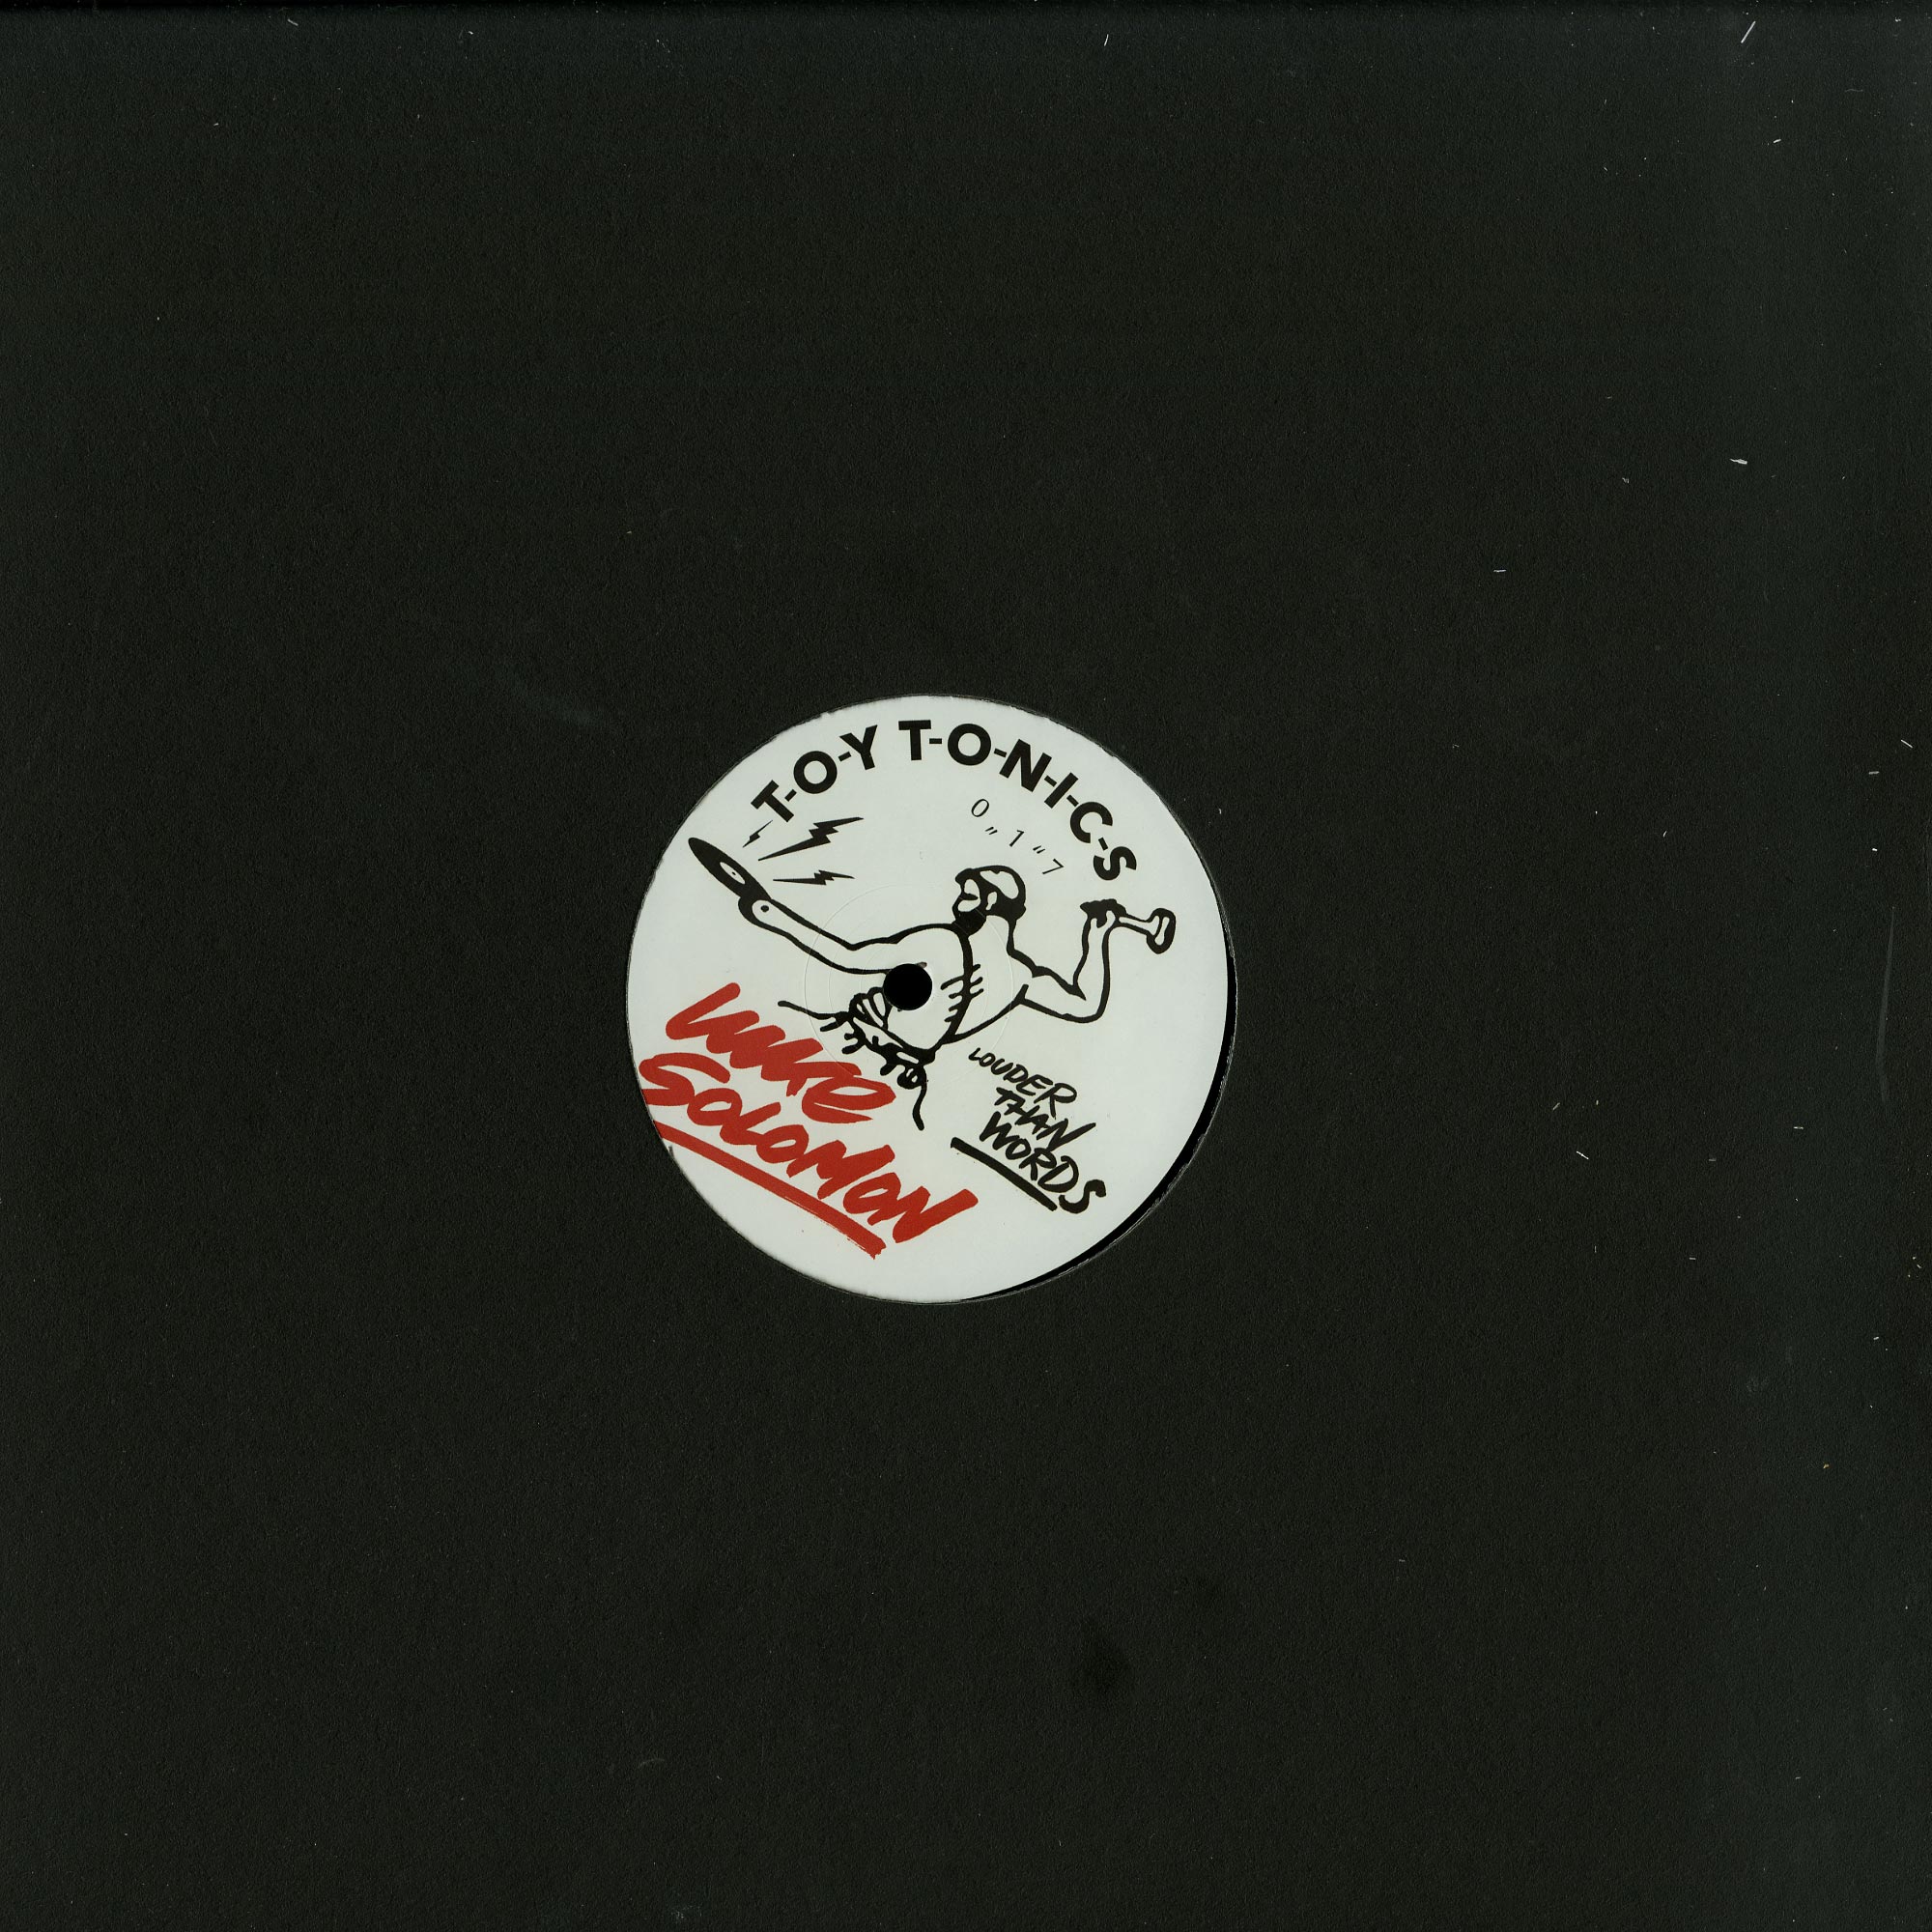 T-O-Y T-O-N-I-C-S
0„1“7
LUKE
SOLOMON
LOUDER
THAN
WORDS